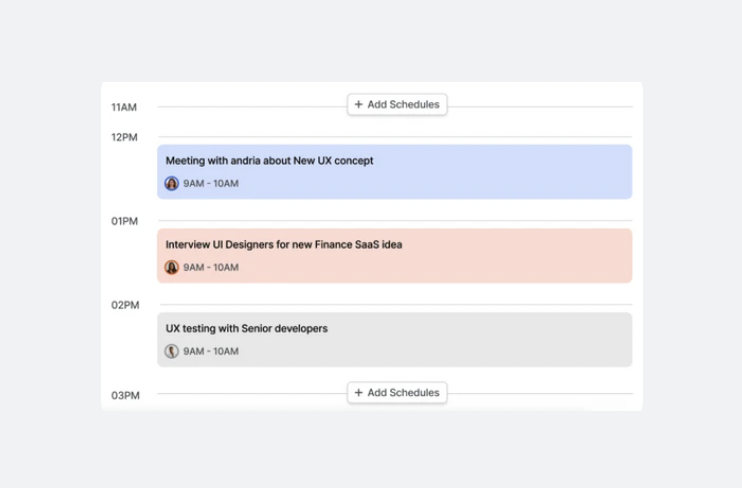 11AM
+ Add Schedules
12PM
Meeting with andria about New UX concept
9AM - 10AM
01PM
Interview UI Designers for new Finance SaaS idea
9AM - 10AM
02PM
UX testing with Senior developers
9AM - 10AM
03PM
+ Add Schedules